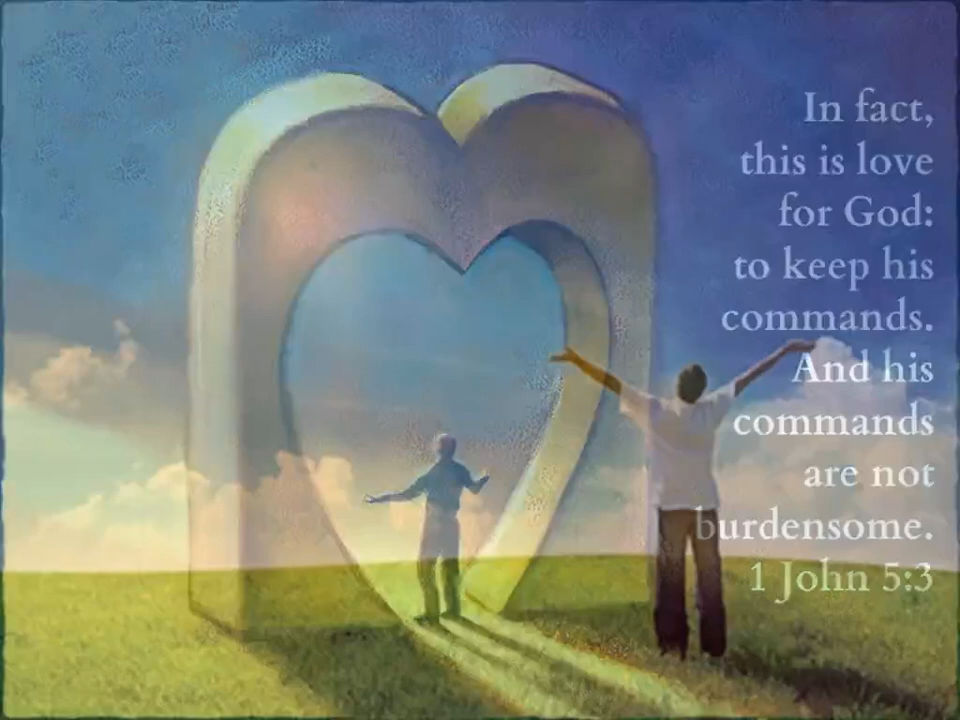 In fact,
this is love
for God:
to keep his
commands.
And his
commands
are not
burdensome.
1 John 5:3